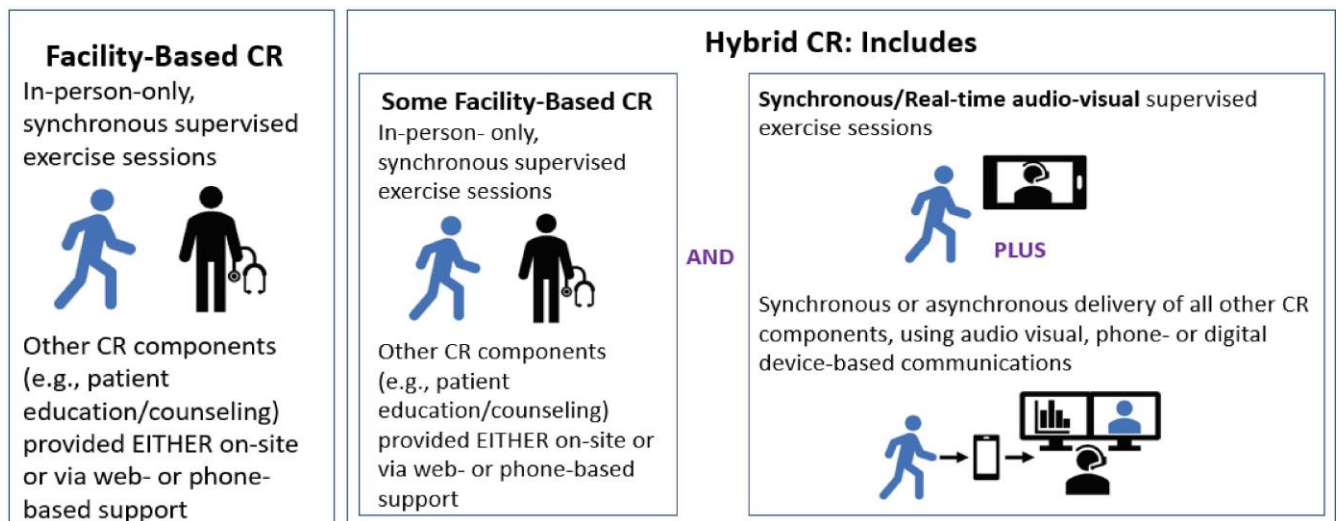 Facility-Based CR
In-person-only,
synchronous supervised
exercise sessions
Other CR components
(e.g., patient
education/counseling)
provided EITHER on-site
or via web- or phone-
based support
Hybrid CR: Includes
Some Facility-Based CR
In-person- only,
synchronous supervised
exercise sessions
Other CR components
(e.g., patient
education/counseling)
provided EITHER on-site or
via web- or phone-based
support
AND
Synchronous/Real-time audio-visual supervised
exercise sessions
PLUS
Synchronous or asynchronous delivery of all other CR
components, using audio visual, phone- or digital
device-based communications